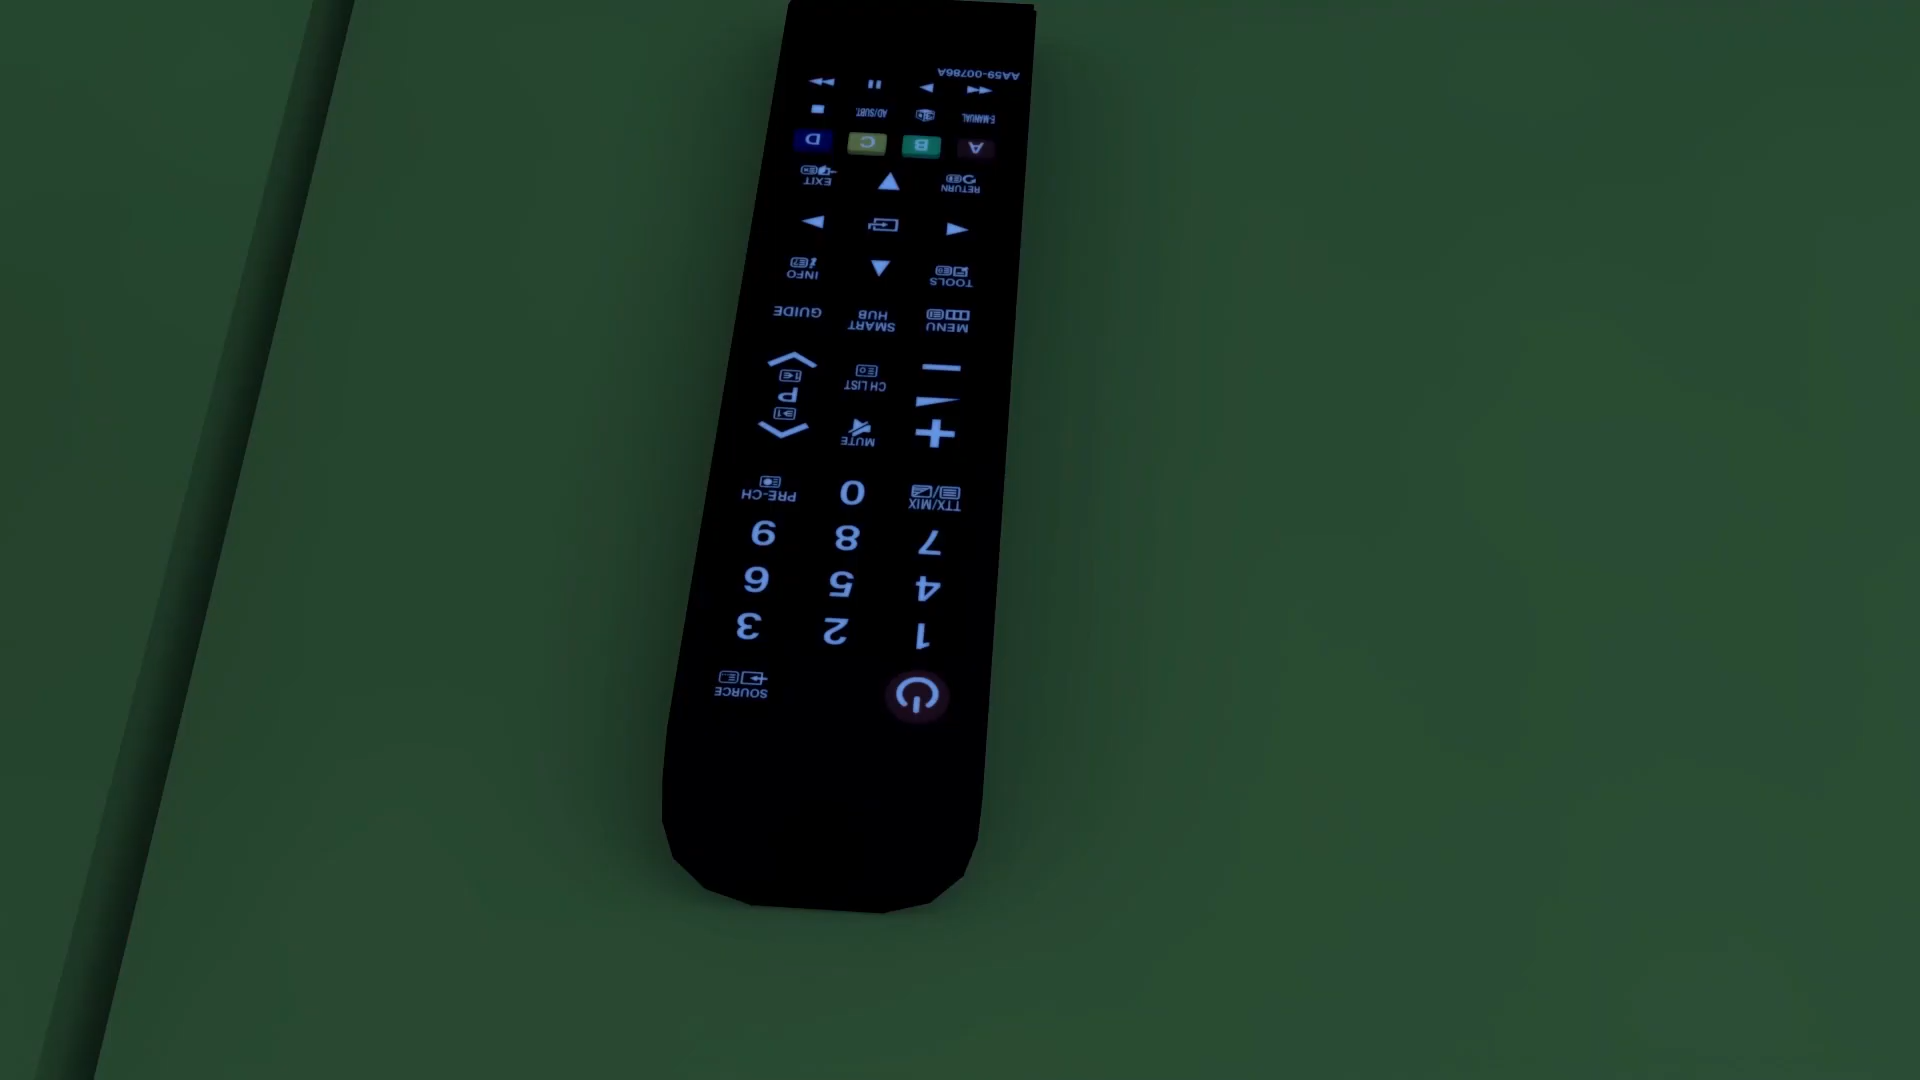 SOURCE
1 2 3
4 5 6
7 8 9
TTX/MIX 0 PRE-CH
MUTE
P
CH LIST
MENU SMART HUB GUIDE
TOOLS INFO
RETURN EXIT
A B C D
E-MANUAL AD/SUBT.
AA59-00786A